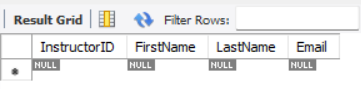 Result Grid Filter Rows:
InstructorID FirstName LastName Email
NULL NULL NULL NULL